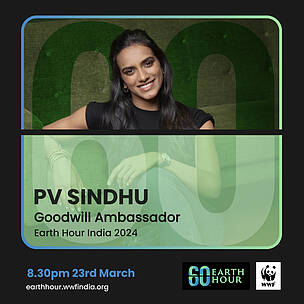 60
PV SINDHU
Goodwill Ambassador
Earth Hour India 2024
8.30pm 23rd March
earthhour.wwfindia.org
60 EARTH
HOUR
WWF